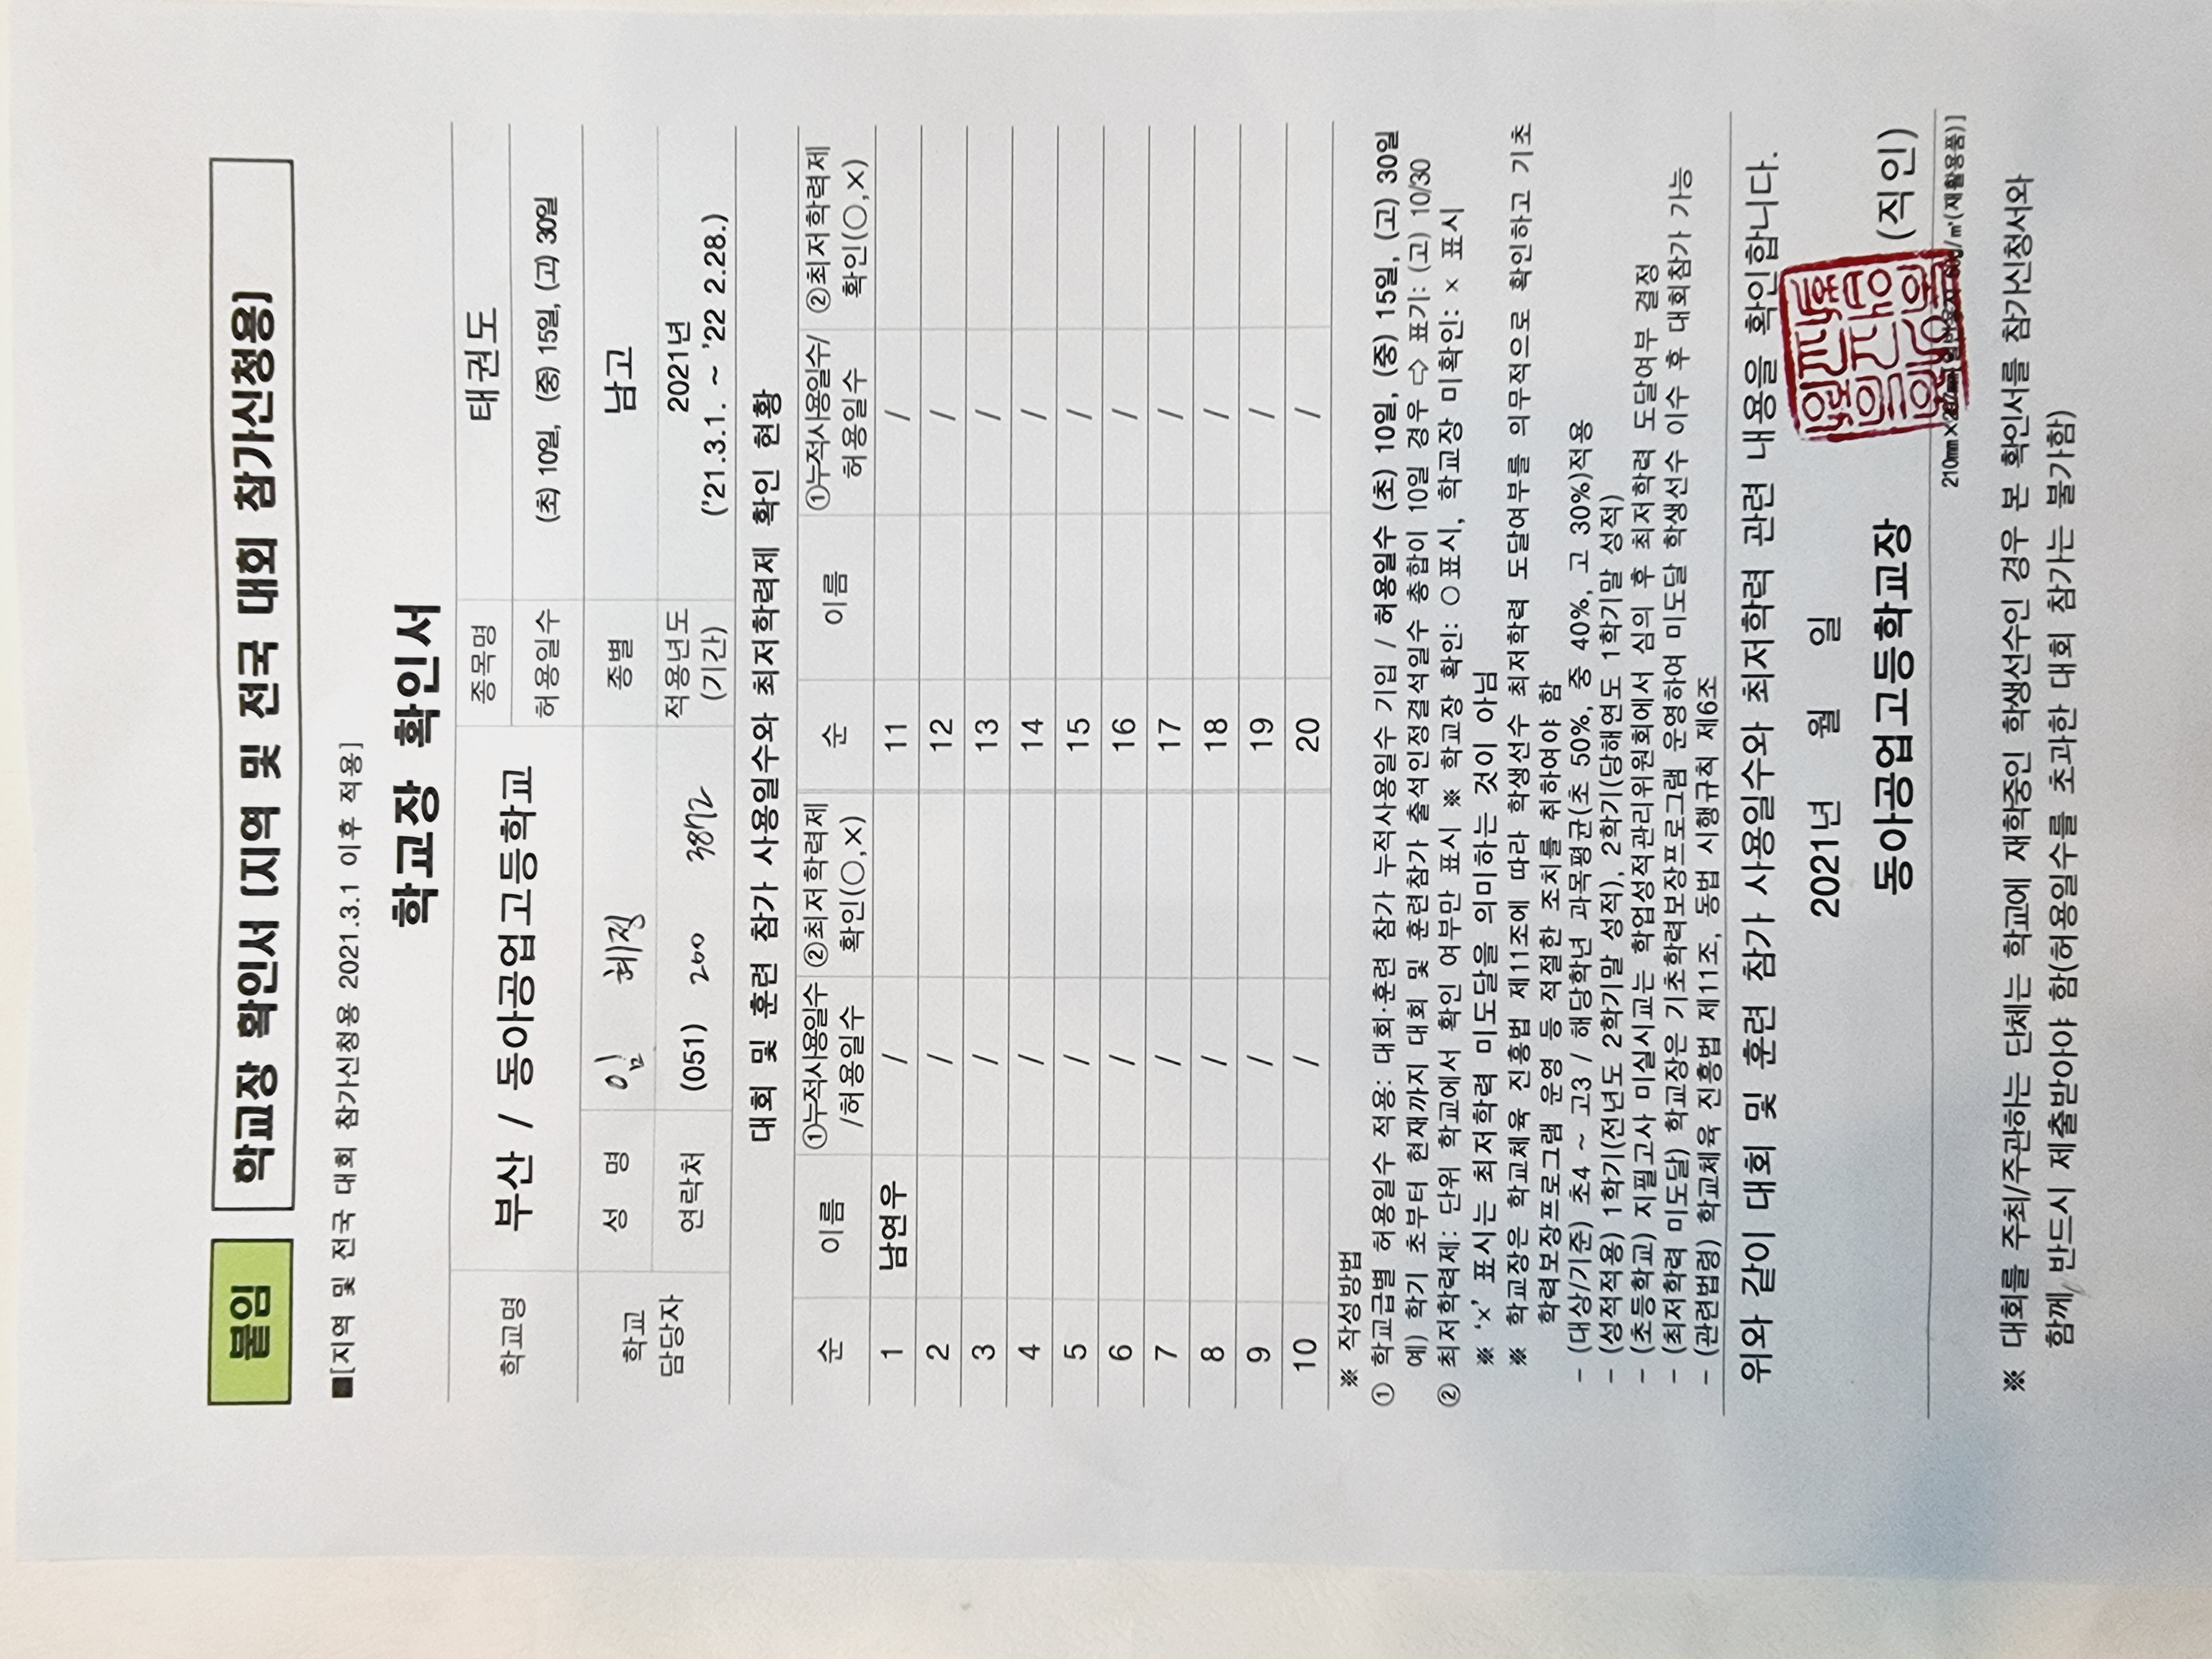 붙임 학교장 확인서 (지역 및 전국 대회 참가신청용)
■[지역 및 전국 대회 참가신청용 2021.3.1 이후 적용]
학교장 확인서
학교명 부산 / 동아공업고등학교 종목명 태권도
허용일수 (초) 10일, (중) 15일, (고) 30일
학교 담당자 성 명 임 혜정 종별 남고
연락처 (051) 200 3872 적용년도 (기간) 2021년 ('21.3.1. ~ '22 2.28.)
대회 및 훈련 참가 사용일수와 최저학력제 확인 현황
순 이름 ①누적사용일수 /허용일수 ②최저학력제 확인(○,×) 순 이름 ①누적사용일수/ 허용일수 ②최저학력제 확인(○,×)
1 남연우 / 11 /
2 / 12 /
3 / 13 /
4 / 14 /
5 / 15 /
6 / 16 /
7 / 17 /
8 / 18 /
9 / 19 /
10 / 20 /
※ 작성방법
① 학교급별 허용일수 적용: 대회·훈련 참가 누적사용일수 기입 / 허용일수 (초) 10일, (중) 15일, (고) 30일
예) 학기 초부터 현재까지 대회 및 훈련참가 출석인정결석일수 총합이 10일 경우 ⇨ 표기: (고) 10/30
② 최저학력제: 단위 학교에서 확인 여부만 표시 ※ 학교장 확인: ○표시, 학교장 미확인: × 표시
※ '×' 표시는 최저학력 미도달을 의미하는 것이 아님
※ 학교장은 학교체육 진흥법 제11조에 따라 학생선수 최저학력 도달여부를 의무적으로 확인하고 기초
학력보장프로그램 운영 등 적절한 조치를 취하여야 함
- (대상/기준) 초4 ~ 고3 / 해당학년 과목평균(초 50%, 중 40%, 고 30%)적용
- (성적적용) 1학기(전년도 2학기말 성적), 2학기(당해연도 1학기말 성적)
- (초등학교) 지필고사 미실시교는 학업성적관리위원회에서 심의 후 최저학력 도달여부 결정
- (최저학력 미도달) 학교장은 기초학력보장프로그램 운영하여 미도달 학생선수 이수 후 대회참가 가능
- (관련법령) 학교체육 진흥법 제11조, 동법 시행규칙 제6조
위와 같이 대회 및 훈련 참가 사용일수와 최저학력 관련 내용을 확인합니다.
2021년 월 일
동아공업고등학교장 (직인)
210mm×297mm[일반용지 60g/㎡(재활용품)]
※ 대회를 주최/주관하는 단체는 학교에 재학중인 학생선수인 경우 본 확인서를 참가신청서와
함께 반드시 제출받아야 함(허용일수를 초과한 대회 참가는 불가함)